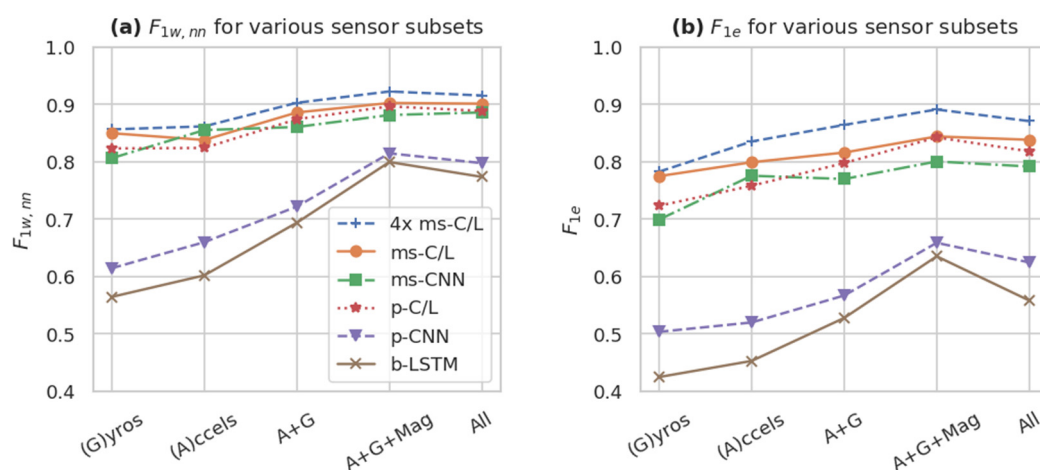 (a) F1w, nn for various sensor subsets
1.0
0.9
0.8
0.7
0.6
0.5
0.4
F1w, nn
4x ms-C/L
ms-C/L
ms-CNN
p-C/L
p-CNN
b-LSTM
(G)yros
(A)ccels
A+G
A+G+Mag
All
(b) F1e for various sensor subsets
1.0
0.9
0.8
0.7
0.6
0.5
0.4
F1e
(G)yros
(A)ccels
A+G
A+G+Mag
All